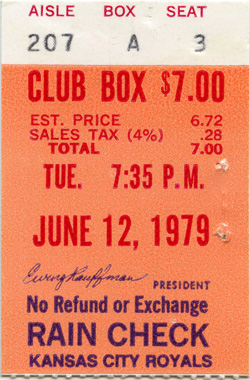 AISLE BOX SEAT
207 A 3
CLUB BOX $7.00
EST. PRICE 6.72
SALES TAX (4%) .28
TOTAL 7.00
TUE. 7:35 P.M.
JUNE 12, 1979
Ewing Kauffman
PRESIDENT
No Refund or Exchange
RAIN CHECK
KANSAS CITY ROYALS